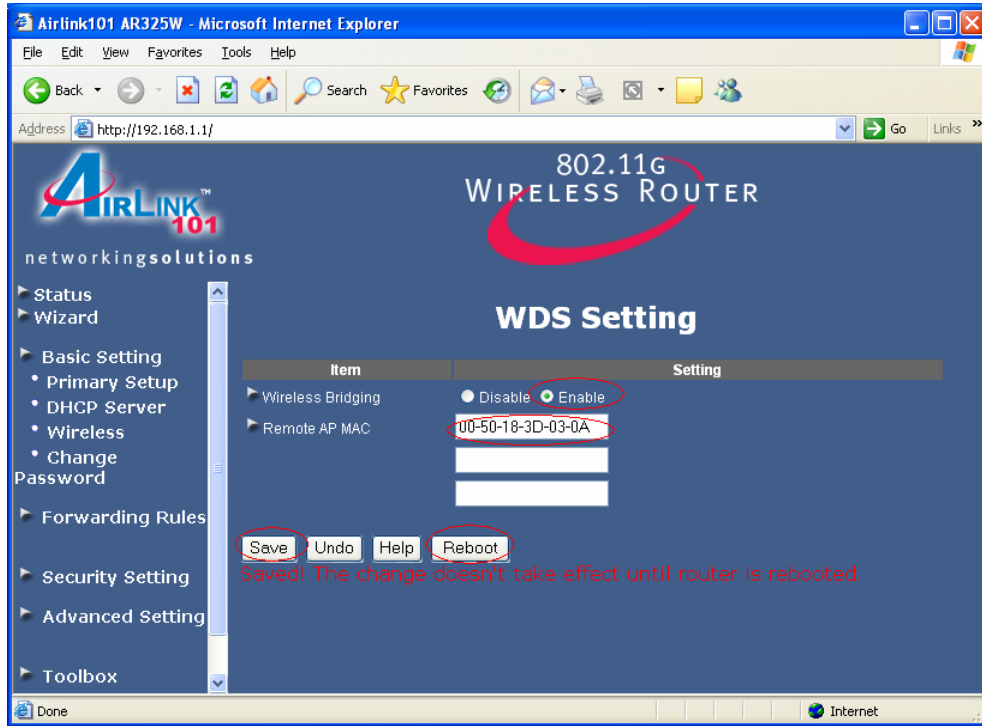 Airlink101 AR325W - Microsoft Internet Explorer
File Edit View Favorites Tools Help
Back Search Favorites
Address http://192.168.1.1/ Go Links »
AIRLINK™
101
networkingsolutions
802.11G
WIRELESS ROUTER
Status
Wizard
Basic Setting
Primary Setup
DHCP Server
Wireless
Change
Password
Forwarding Rules
Security Setting
Advanced Setting
Toolbox
WDS Setting
Item Setting
Wireless Bridging Disable Enable
Remote AP MAC 00-50-18-3D-03-0A
Save Undo Help Reboot
Saved! The change doesn't take effect until router is rebooted.
Done Internet